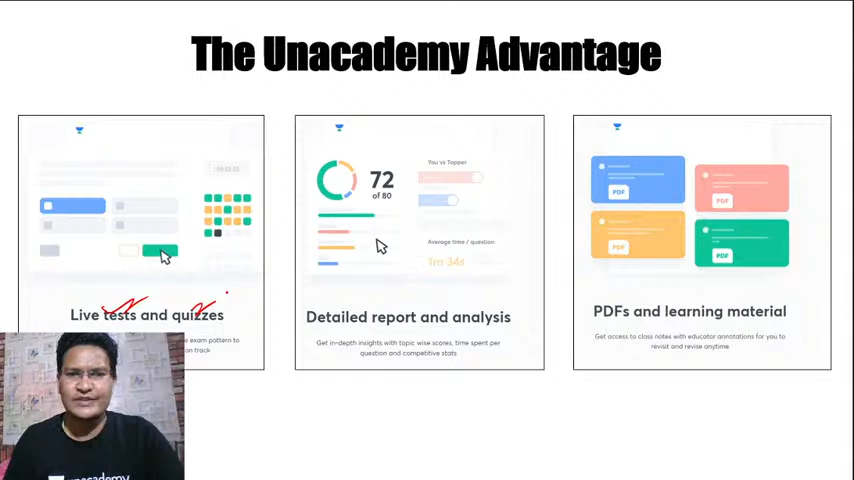 The Unacademy Advantage
72
of 80
You vs Topper
Average time / question
1m 34s
PDF
PDF
PDF
PDF
Live tests and quizzes
e exam pattern to
on track
Detailed report and analysis
Get in-depth insights with topic wise scores, time spent per
question and competitive stats
PDFs and learning material
Get access to class notes with educator annotations for you to
revisit and revise anytime
unacademy